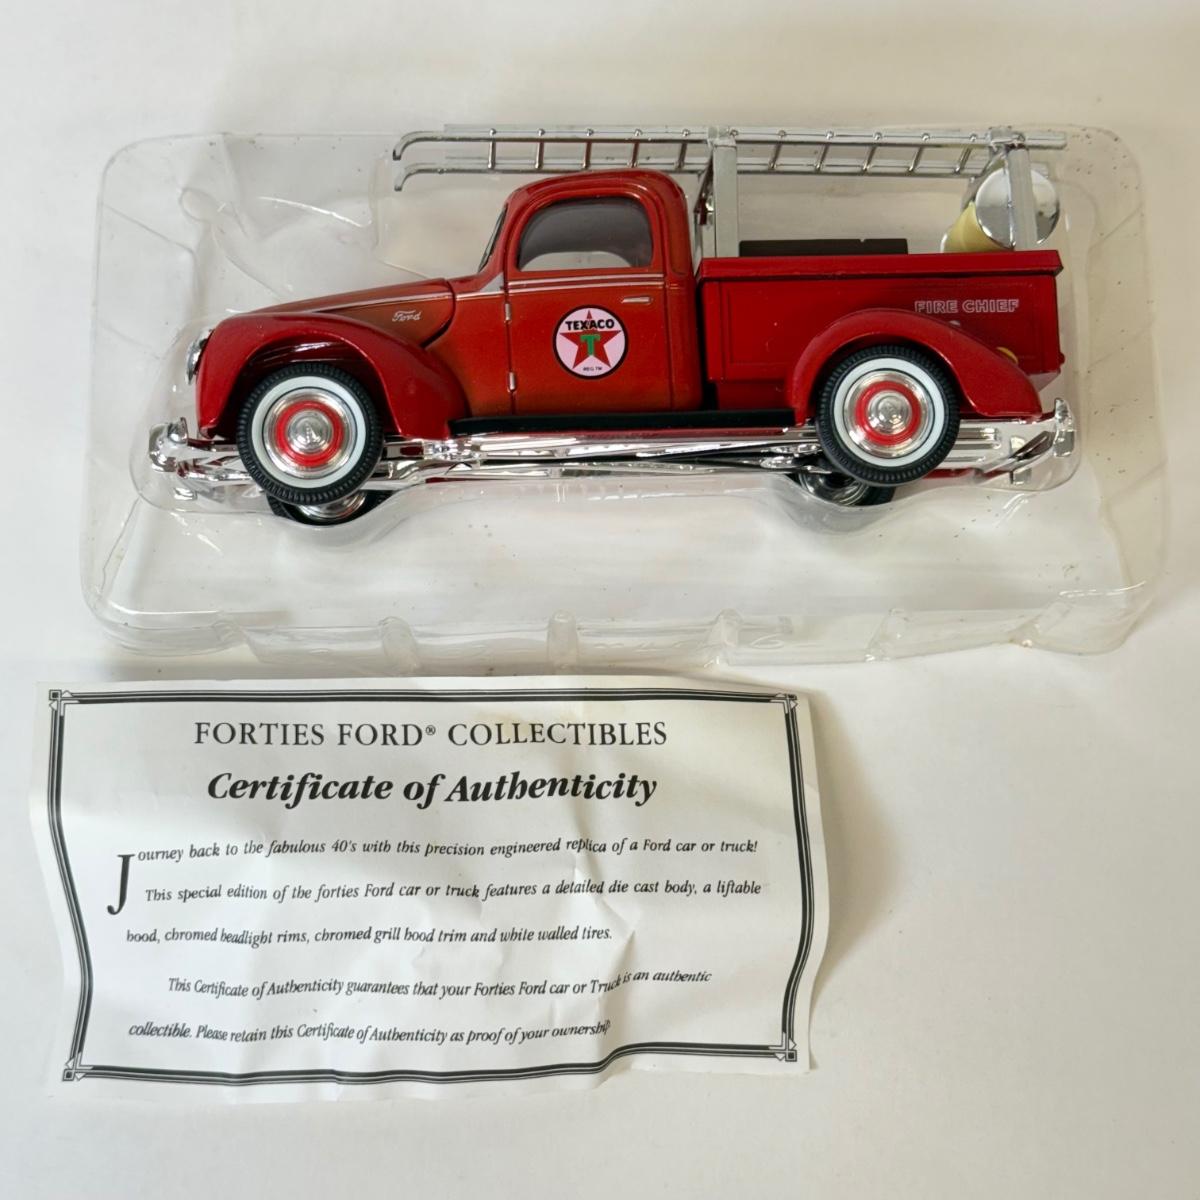 Ford
TEXACO
T
REG TM
FIRE CHIEF
FORTIES FORD® COLLECTIBLES
Certificate of Authenticity
Journey back to the fabulous 40's with this precision engineered replica of a Ford car or truck!
This special edition of the forties Ford car or truck features a detailed die cast body, a liftable
hood, chromed headlight rims, chromed grill hood trim and white walled tires.
This Certificate of Authenticity guarantees that your Forties Ford car or Truck is an authentic
collectible. Please retain this Certificate of Authenticity as proof of your ownership